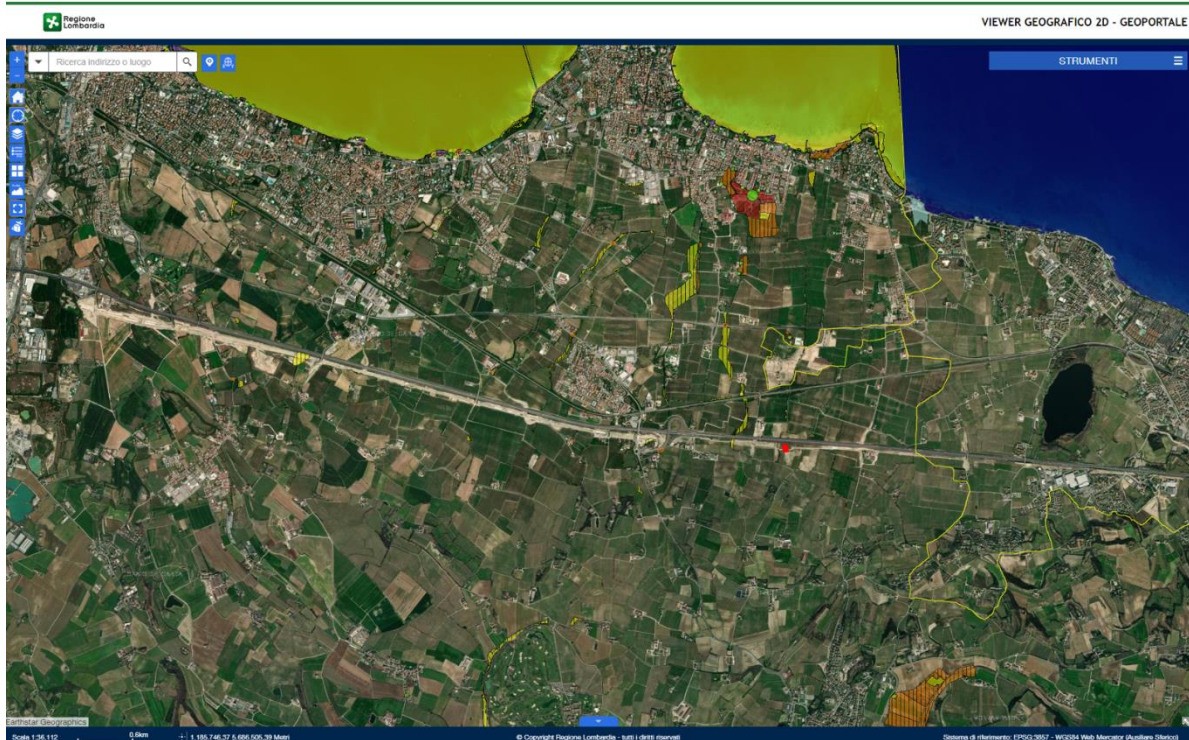 Regione
Lombardia
VIEWER GEOGRAFICO 2D - GEOPORTALE
+
Ricerca indirizzo o luogo
STRUMENTI
-
Earthstar Geographics
Scale 1:36.112
0,6km
1.185.746,37 5.686.505,39 Metri
© Copyright Regione Lombardia - tutti i diritti riservati
Sistema di riferimento: EPSG:3857 - WGS84 Web Mercator (Ausiliare Sferico)